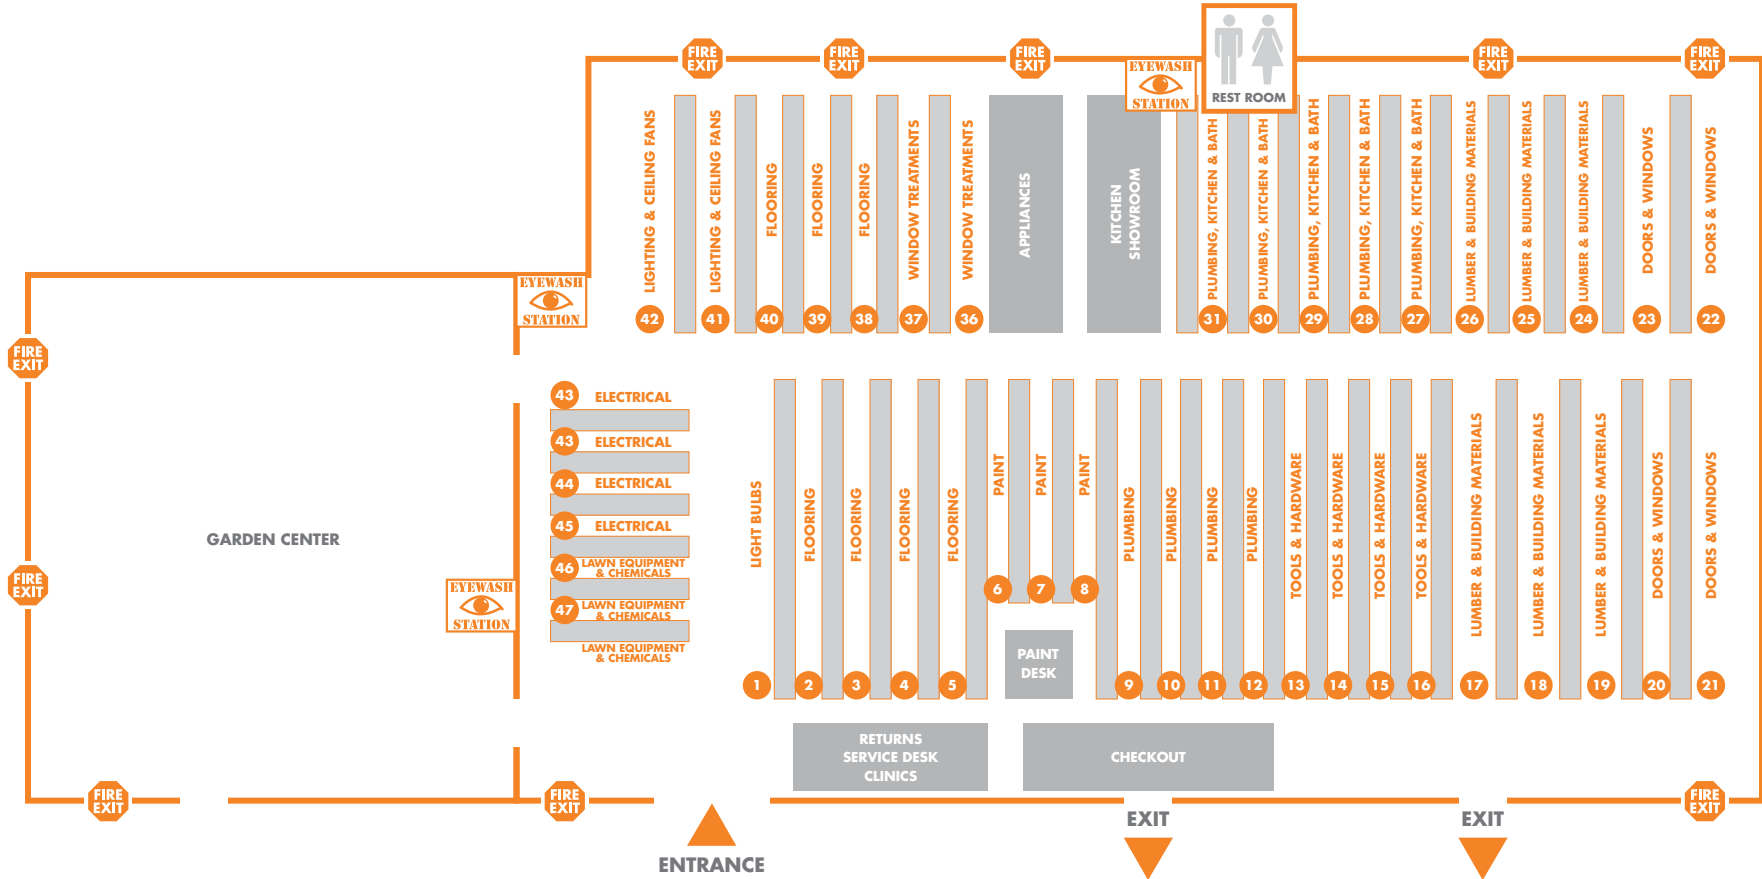 FIRE
EXIT
FIRE
EXIT
FIRE
EXIT
EYEWASH
STATION
REST ROOM
FIRE
EXIT
FIRE
EXIT
LIGHTING & CEILING FANS
42
LIGHTING & CEILING FANS
41
FLOORING
40
FLOORING
39
FLOORING
38
WINDOW TREATMENTS
37
WINDOW TREATMENTS
36
APPLIANCES
KITCHEN
SHOWROOM
PLUMBING, KITCHEN & BATH
31
PLUMBING, KITCHEN & BATH
30
PLUMBING, KITCHEN & BATH
29
PLUMBING, KITCHEN & BATH
28
PLUMBING, KITCHEN & BATH
27
LUMBER & BUILDING MATERIALS
26
LUMBER & BUILDING MATERIALS
25
LUMBER & BUILDING MATERIALS
24
DOORS & WINDOWS
23
DOORS & WINDOWS
22
EYEWASH
STATION
FIRE
EXIT
GARDEN CENTER
FIRE
EXIT
EYEWASH
STATION
43 ELECTRICAL
43 ELECTRICAL
44 ELECTRICAL
45 ELECTRICAL
46 LAWN EQUIPMENT
& CHEMICALS
47 LAWN EQUIPMENT
& CHEMICALS
LAWN EQUIPMENT
& CHEMICALS
LIGHT BULBS
1
FLOORING
2
FLOORING
3
FLOORING
4
FLOORING
5
PAINT
6
PAINT
7
PAINT
8
PAINT
DESK
PLUMBING
9
PLUMBING
10
PLUMBING
11
PLUMBING
12
TOOLS & HARDWARE
13
TOOLS & HARDWARE
14
TOOLS & HARDWARE
15
TOOLS & HARDWARE
16
LUMBER & BUILDING MATERIALS
17
LUMBER & BUILDING MATERIALS
18
LUMBER & BUILDING MATERIALS
19
DOORS & WINDOWS
20
DOORS & WINDOWS
21
RETURNS
SERVICE DESK
CLINICS
CHECKOUT
FIRE
EXIT
FIRE
EXIT
FIRE
EXIT
ENTRANCE
EXIT
EXIT